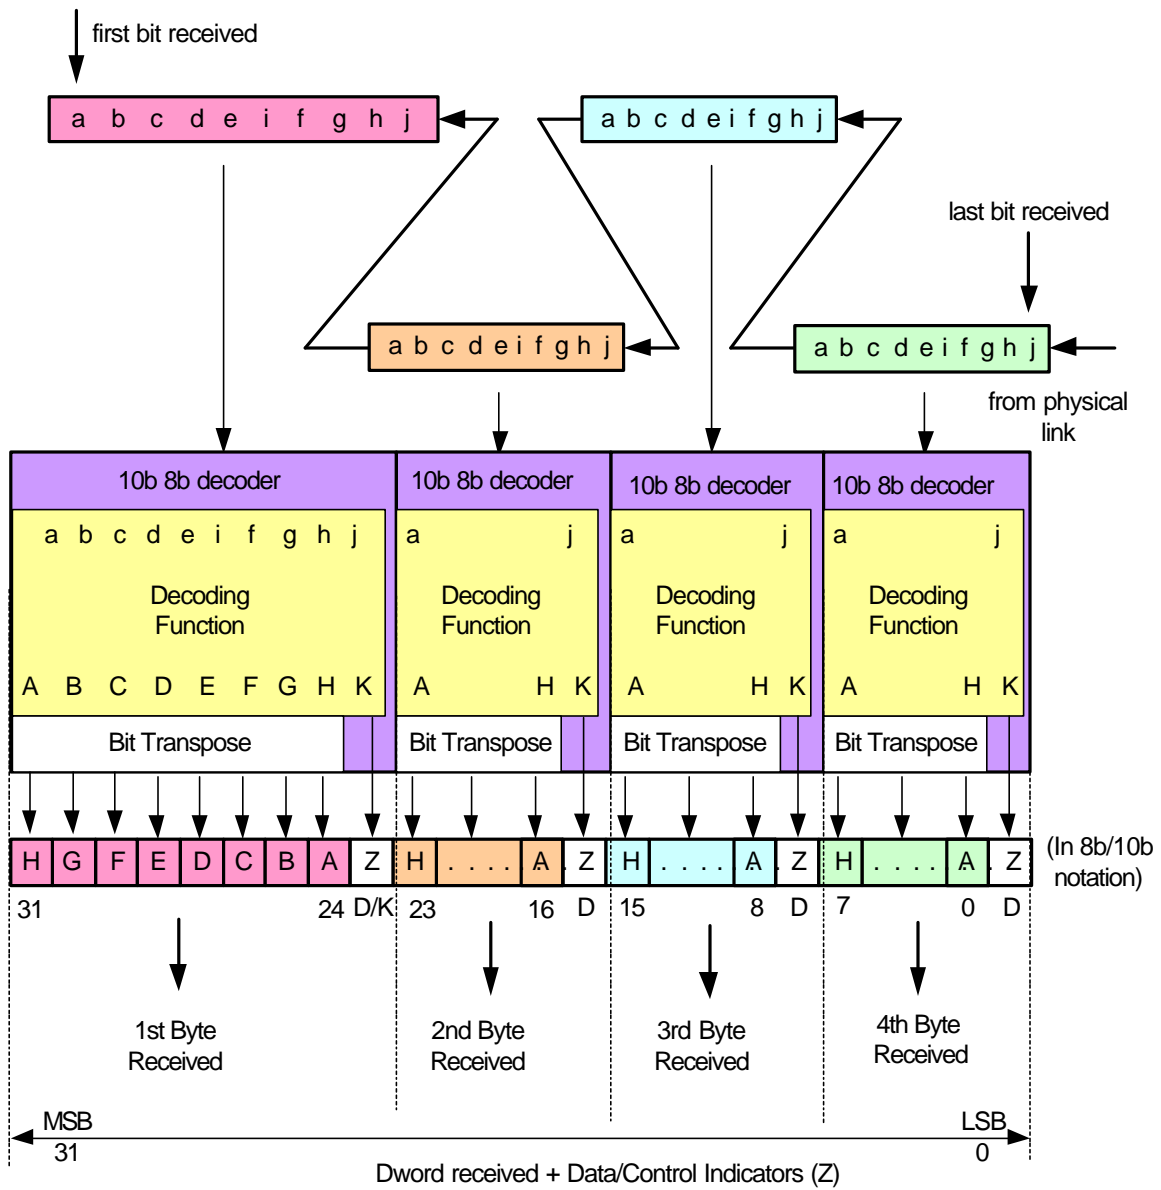 first bit received
a b c d e i f g h j
a b c d e i f g h j
last bit received
a b c d e i f g h j
a b c d e i f g h j
from physical
link
10b 8b decoder
10b 8b decoder
10b 8b decoder
10b 8b decoder
a b c d e i f g h j
a j
a j
a j
Decoding
Function
Decoding
Function
Decoding
Function
Decoding
Function
A B C D E F G H K
A H K
A H K
A H K
Bit Transpose
Bit Transpose
Bit Transpose
Bit Transpose
H G F E D C B A Z
H . . . . A . Z
H . . . . A . Z
H . . . . A . Z
(In 8b/10b
notation)
31 24 D/K
23 16 D
15 8 D
7 0 D
1st Byte
Received
2nd Byte
Received
3rd Byte
Received
4th Byte
Received
MSB
31
LSB
0
Dword received + Data/Control Indicators (Z)